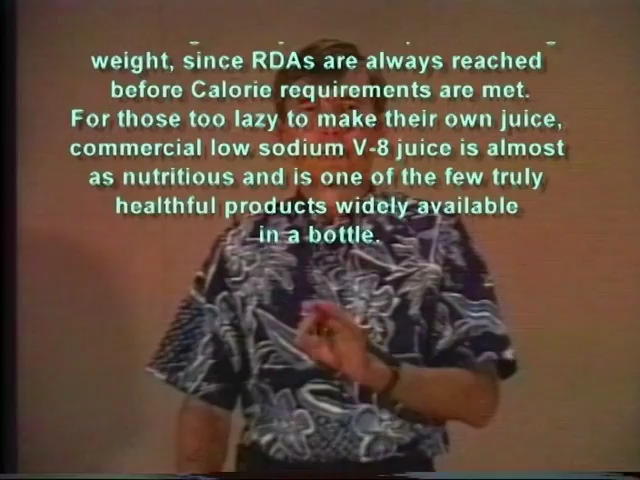 weight, since RDAs are always reached
before Calorie requirements are met.
For those too lazy to make their own juice,
commercial low sodium V-8 juice is almost
as nutritious and is one of the few truly
healthful products widely available
in a bottle.